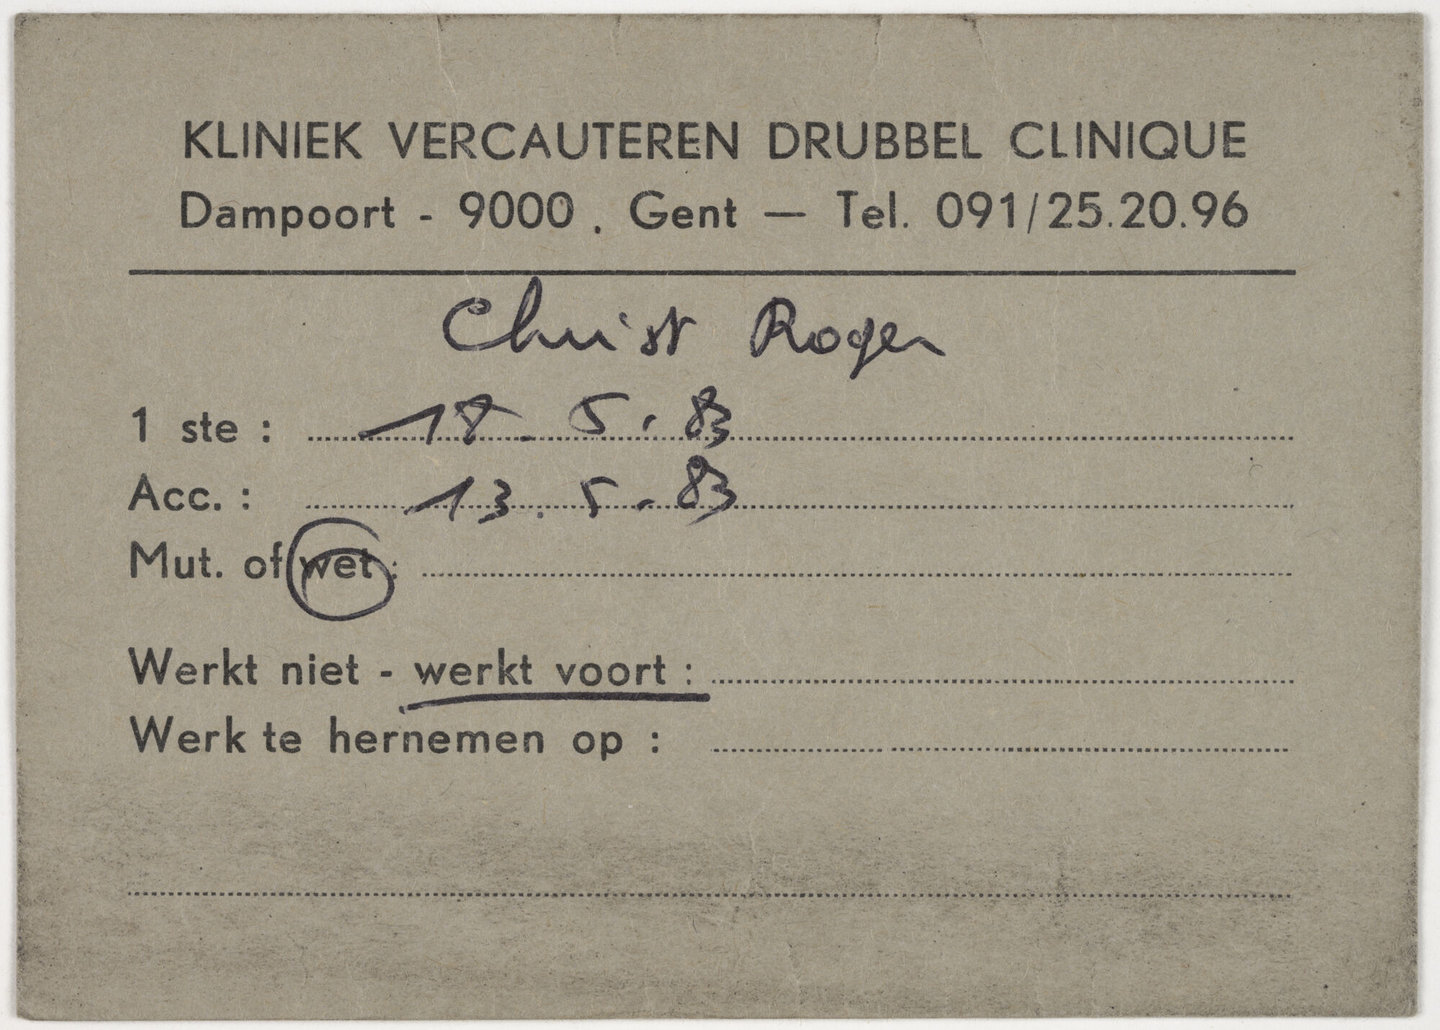 KLINIEK VERCAUTEREN DRUBBEL CLINIQUE
Dampoort - 9000, Gent — Tel. 091/25.20.96
Christ Roger
1 ste : 18.5.83
Acc. : 13.5.83
Mut. of wet :
Werkt niet - werkt voort :
Werk te hernemen op :